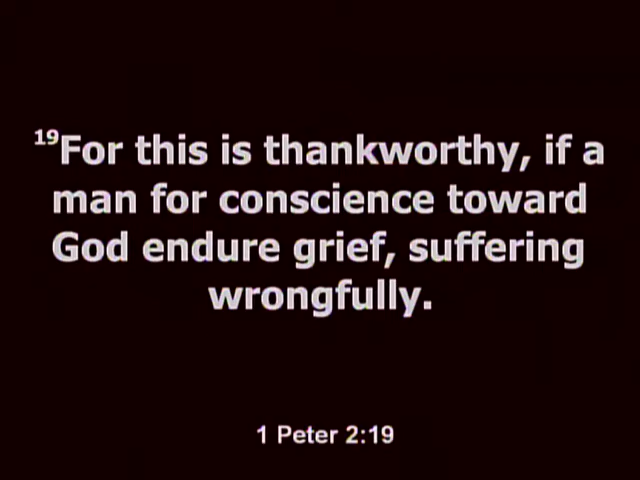 19For this is thankworthy, if a
man for conscience toward
God endure grief, suffering
wrongfully.
1 Peter 2:19